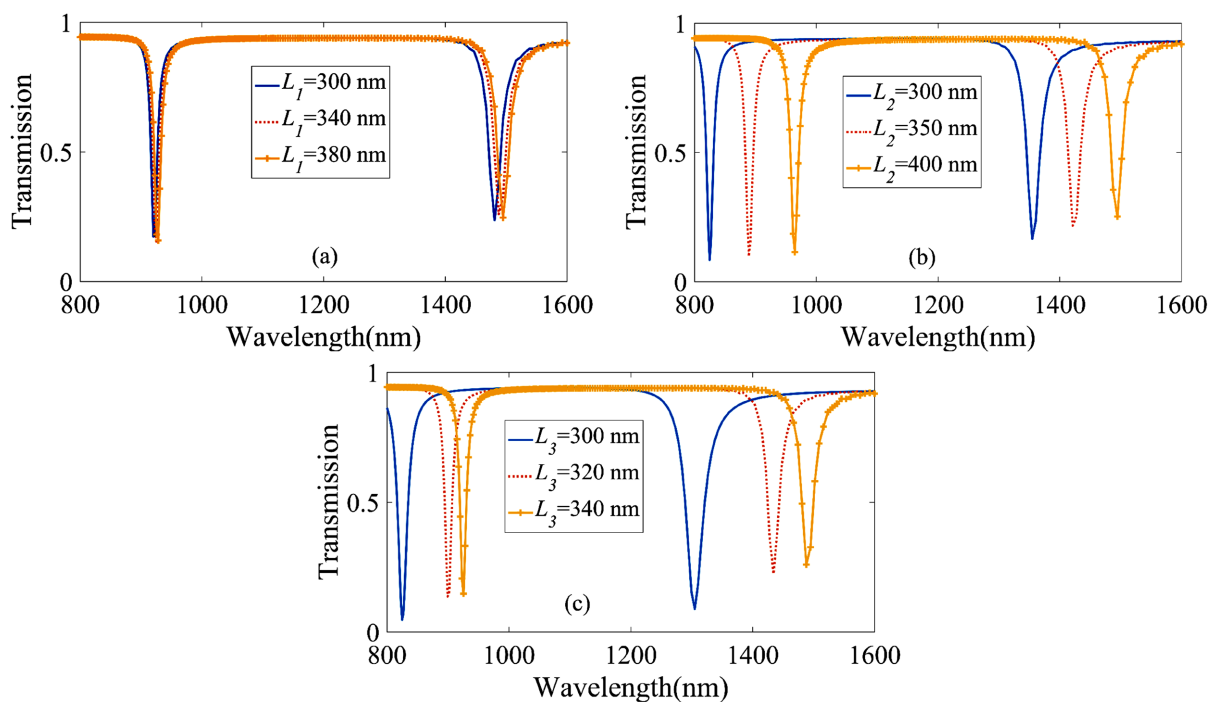 1
0.5
0
Transmission
L1=300 nm
L1=340 nm
L1=380 nm
(a)
800 1000 1200 1400 1600
Wavelength(nm)
1
0.5
0
Transmission
L2=300 nm
L2=350 nm
L2=400 nm
(b)
800 1000 1200 1400 1600
Wavelength(nm)
1
0.5
0
Transmission
L3=300 nm
L3=320 nm
L3=340 nm
(c)
800 1000 1200 1400 1600
Wavelength(nm)